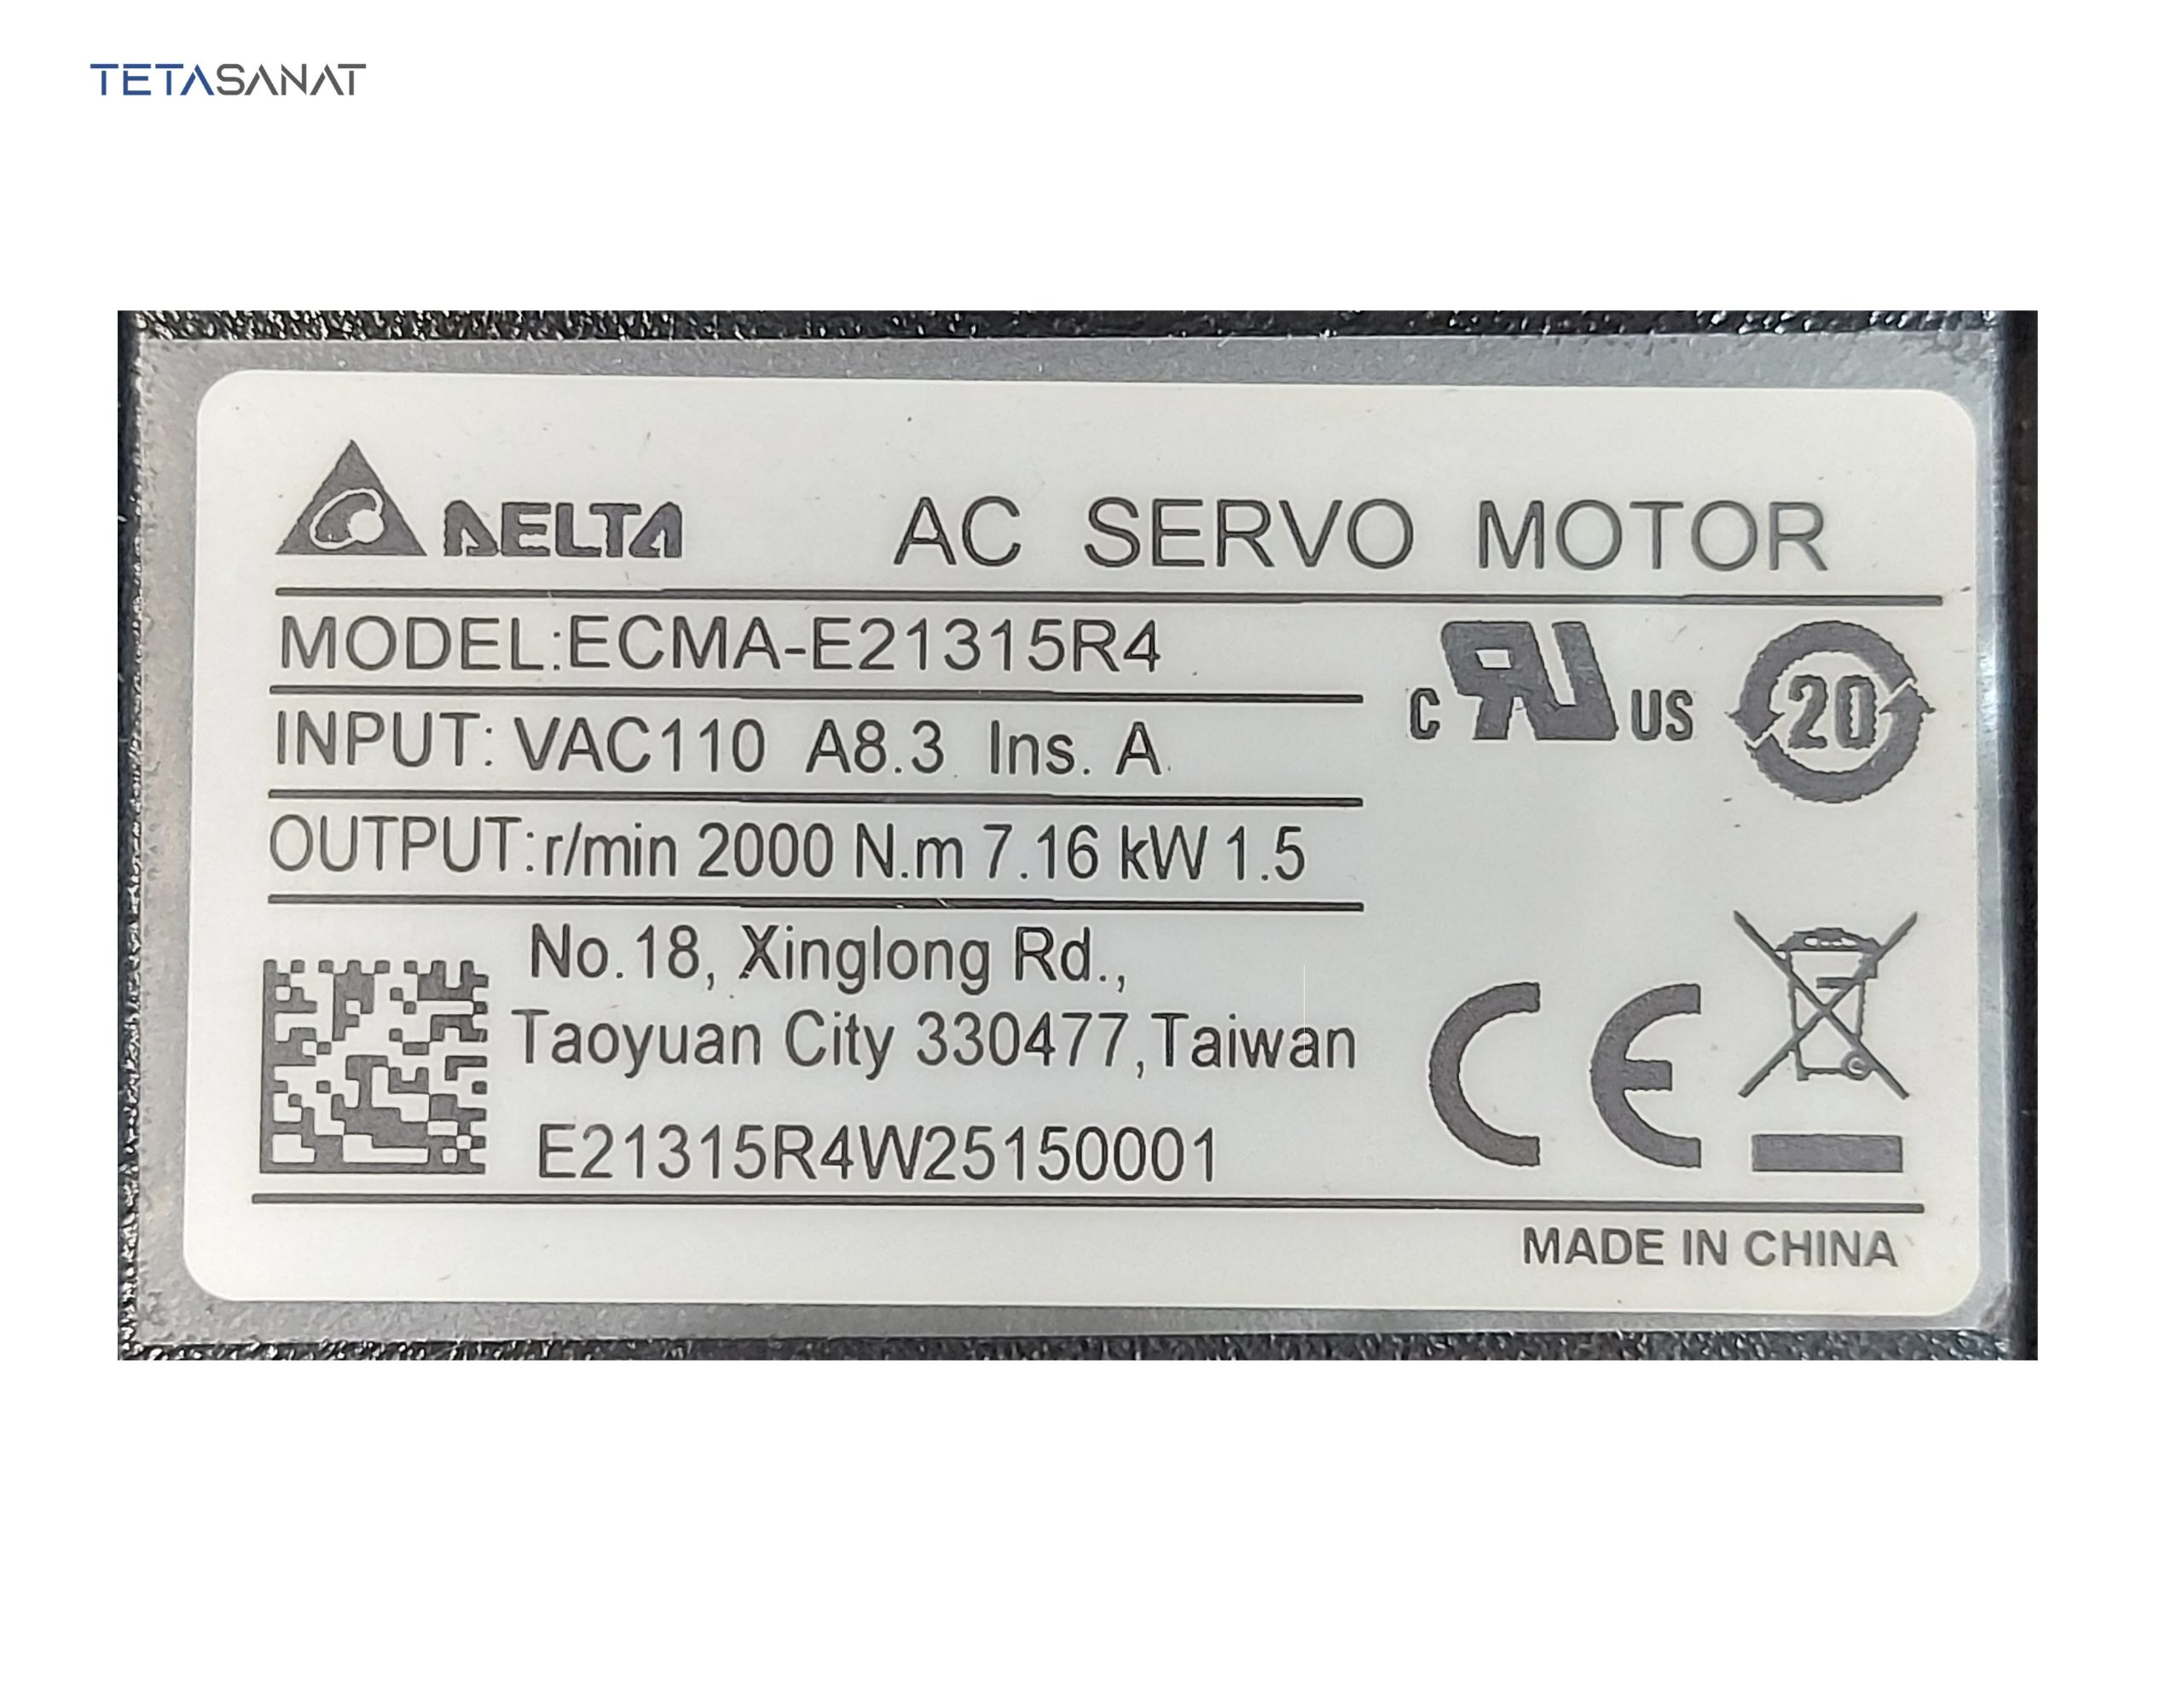 TETASANAT
DELTA AC SERVO MOTOR
MODEL:ECMA-E21315R4
INPUT: VAC110 A8.3 Ins. A
c RU US 20
OUTPUT:r/min 2000 N.m 7.16 kW 1.5
No.18, Xinglong Rd.,
Taoyuan City 330477,Taiwan
E21315R4W25150001
CE
MADE IN CHINA